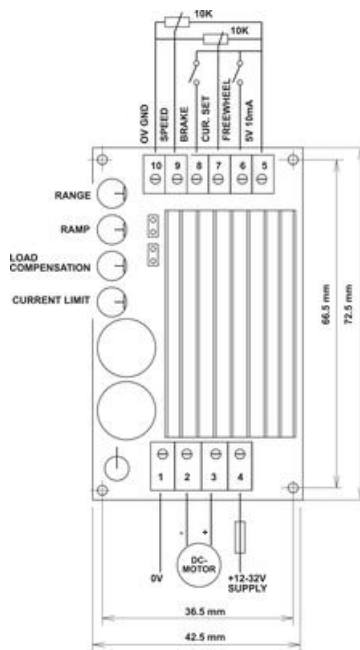 10K
10K
0V GND
SPEED
BRAKE
CUR. SET
FREEWHEEL
5V 10mA
10 9 8 7 6 5
RANGE
RAMP
LOAD
COMPENSATION
CURRENT LIMIT
66.5 mm
72.5 mm
1 2 3 4
- +
DC-
MOTOR
0V
+12-32V
SUPPLY
36.5 mm
42.5 mm